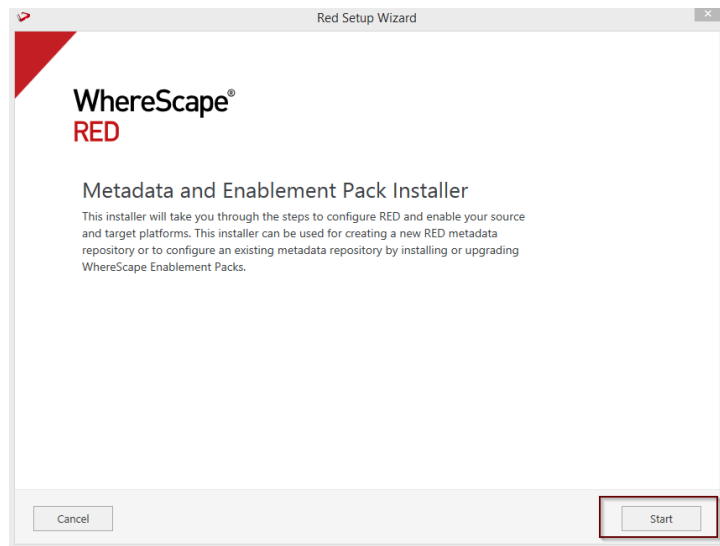 Red Setup Wizard
WhereScape®
RED
Metadata and Enablement Pack Installer
This installer will take you through the steps to configure RED and enable your source
and target platforms. This installer can be used for creating a new RED metadata
repository or to configure an existing metadata repository by installing or upgrading
WhereScape Enablement Packs.
Cancel
Start